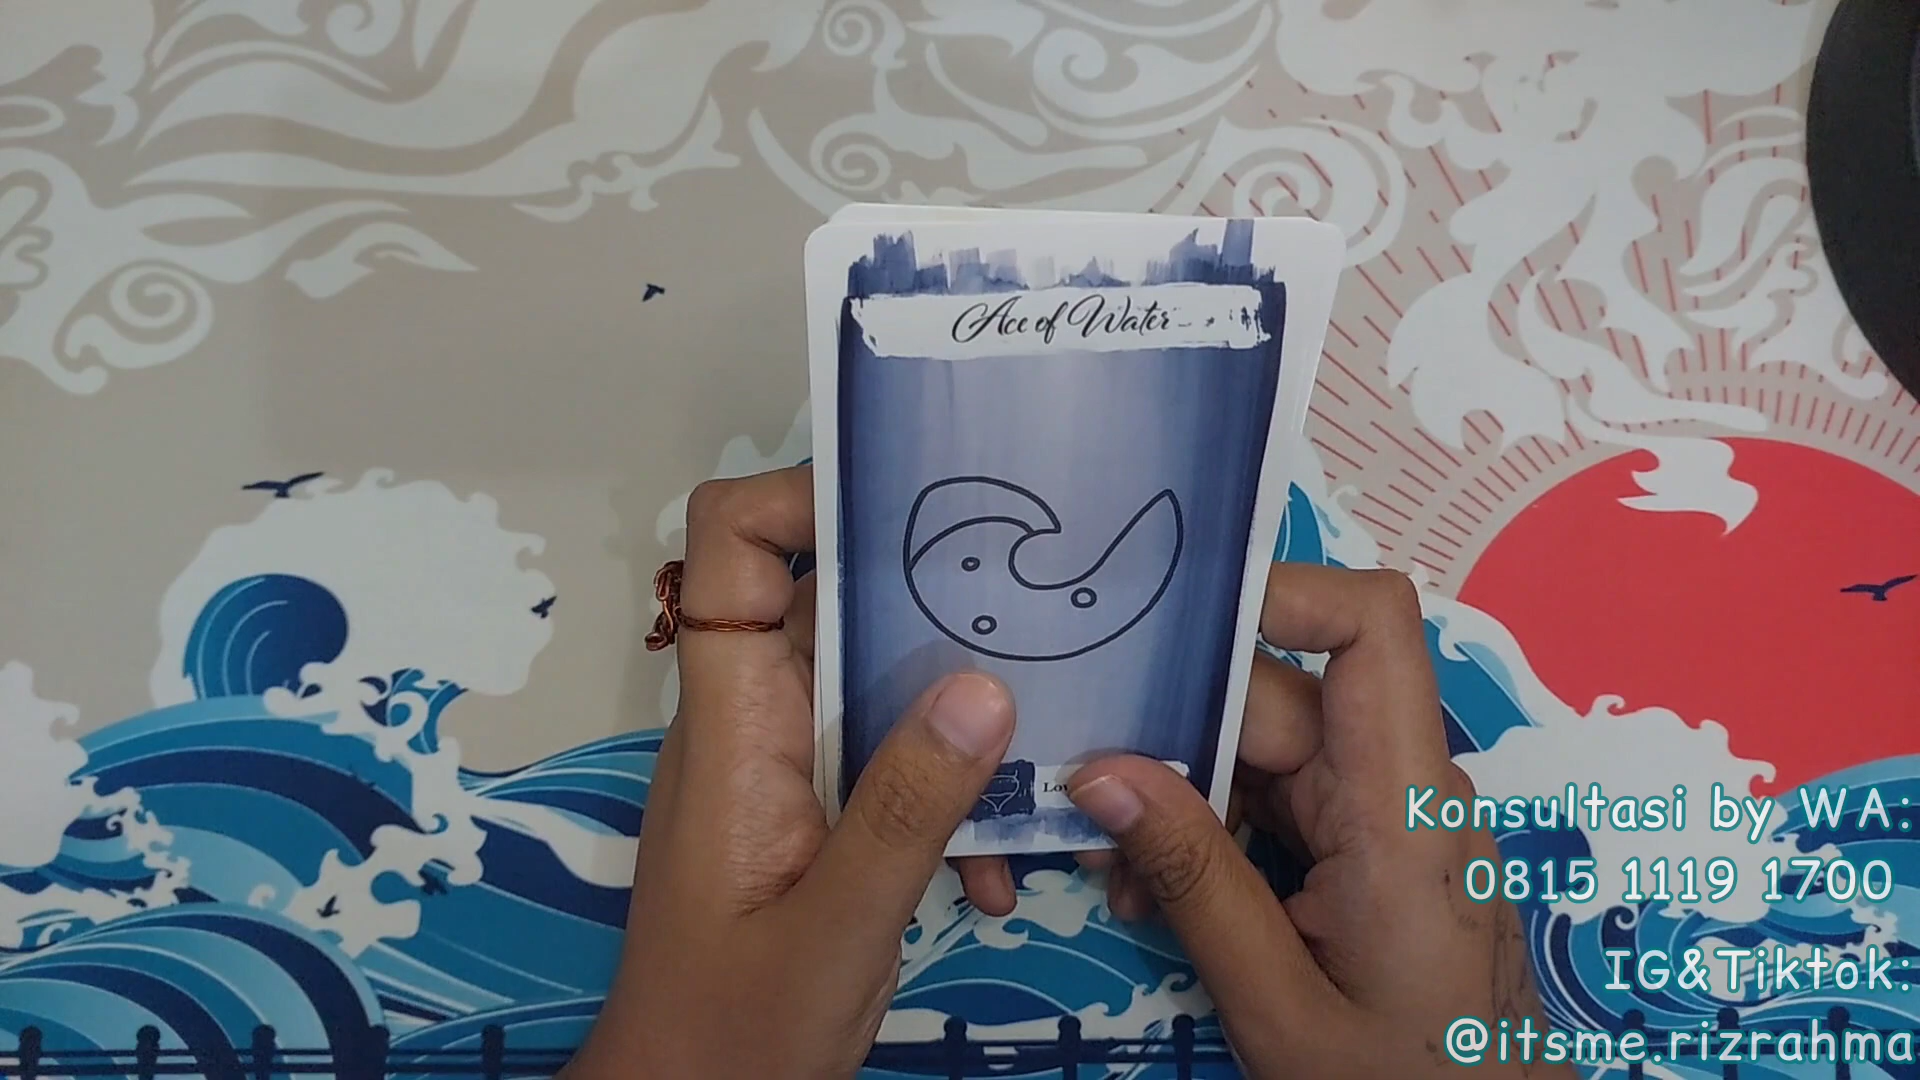 Ace of Water
Konsultasi by WA:
0815 1119 1700
IG&Tiktok:
@itsme.rizrahma